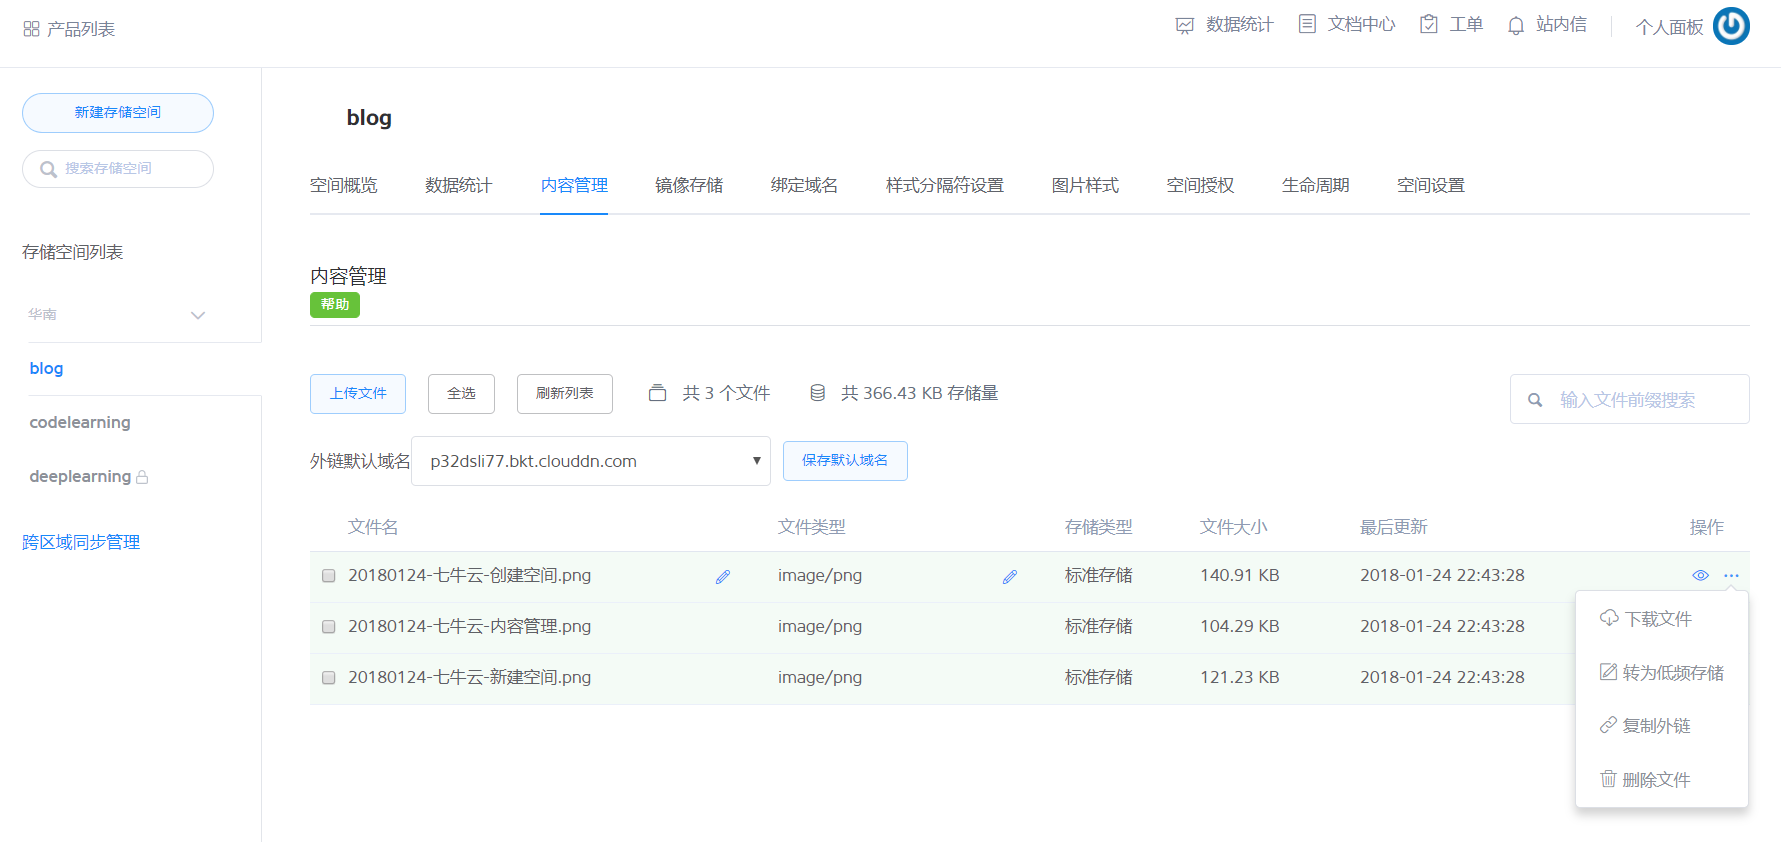 产品列表
数据统计 文档中心 工单 站内信 个人面板
新建存储空间
搜索存储空间
存储空间列表
华南
blog
codelearning
deeplearning
跨区域同步管理
blog
空间概览 数据统计 内容管理 镜像存储 绑定域名 样式分隔符设置 图片样式 空间授权 生命周期 空间设置
内容管理
帮助
上传文件 全选 刷新列表 共 3 个文件 共 366.43 KB 存储量 输入文件前缀搜索
外链默认域名 p32dsli77.bkt.clouddn.com 保存默认域名
文件名 文件类型 存储类型 文件大小 最后更新 操作
20180124-七牛云-创建空间.png image/png 标准存储 140.91 KB 2018-01-24 22:43:28
20180124-七牛云-内容管理.png image/png 标准存储 104.29 KB 2018-01-24 22:43:28
20180124-七牛云-新建空间.png image/png 标准存储 121.23 KB 2018-01-24 22:43:28
下载文件
转为低频存储
复制外链
删除文件